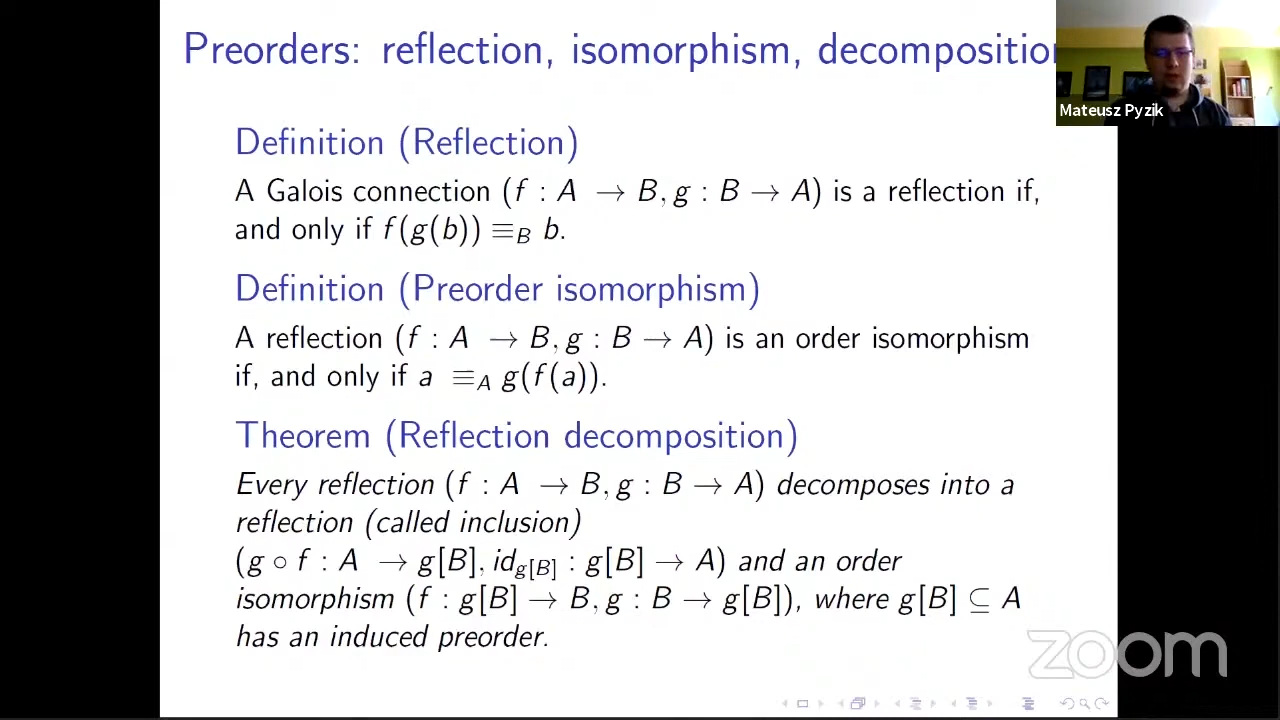 Preorders: reflection, isomorphism, decomposition
Mateusz Pyzik
Definition (Reflection)
A Galois connection (f : A → B, g : B → A) is a reflection if,
and only if f(g(b)) ≡_B b.
Definition (Preorder isomorphism)
A reflection (f : A → B, g : B → A) is an order isomorphism
if, and only if a ≡_A g(f(a)).
Theorem (Reflection decomposition)
Every reflection (f : A → B, g : B → A) decomposes into a
reflection (called inclusion)
(g ∘ f : A → g[B], id_{g[B]} : g[B] → A) and an order
isomorphism (f : g[B] → B, g : B → g[B]), where g[B] ⊆ A
has an induced preorder.
zoom